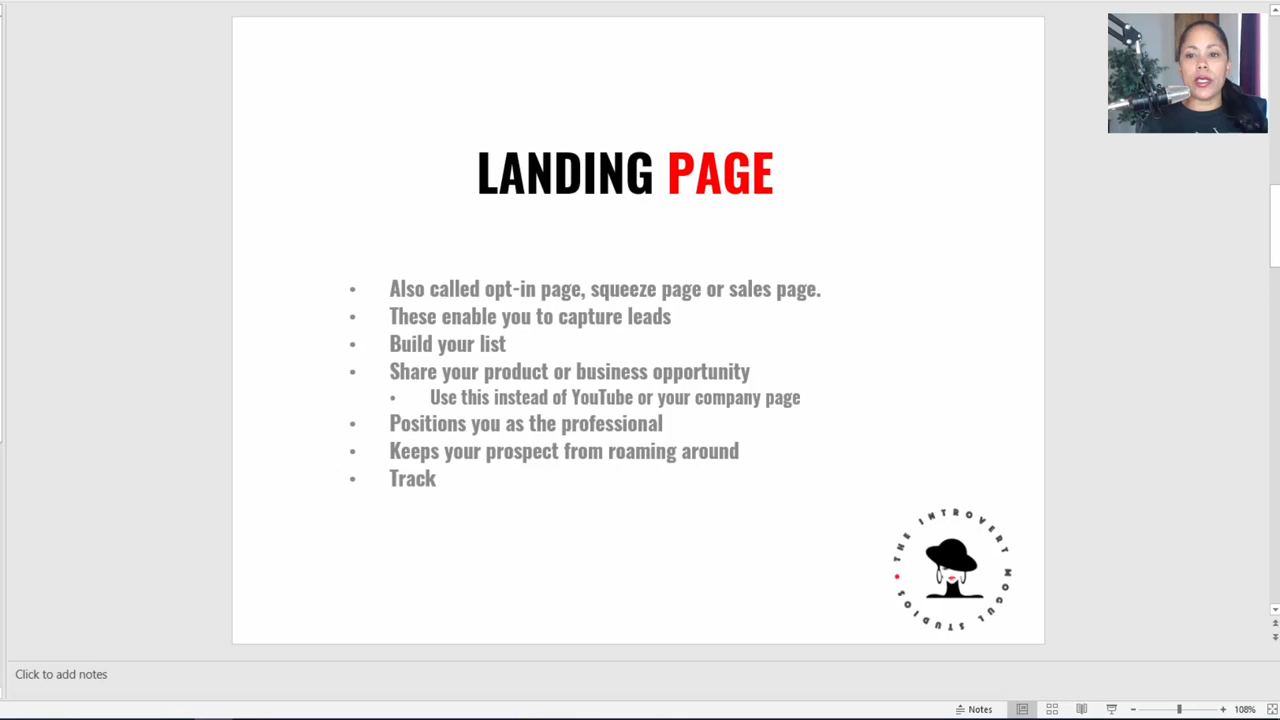 LANDING PAGE
• Also called opt-in page, squeeze page or sales page.
• These enable you to capture leads
• Build your list
• Share your product or business opportunity
• Use this instead of YouTube or your company page
• Positions you as the professional
• Keeps your prospect from roaming around
• Track
THE INTROVERT MOGUL STUDIOS
Click to add notes
Notes
108%